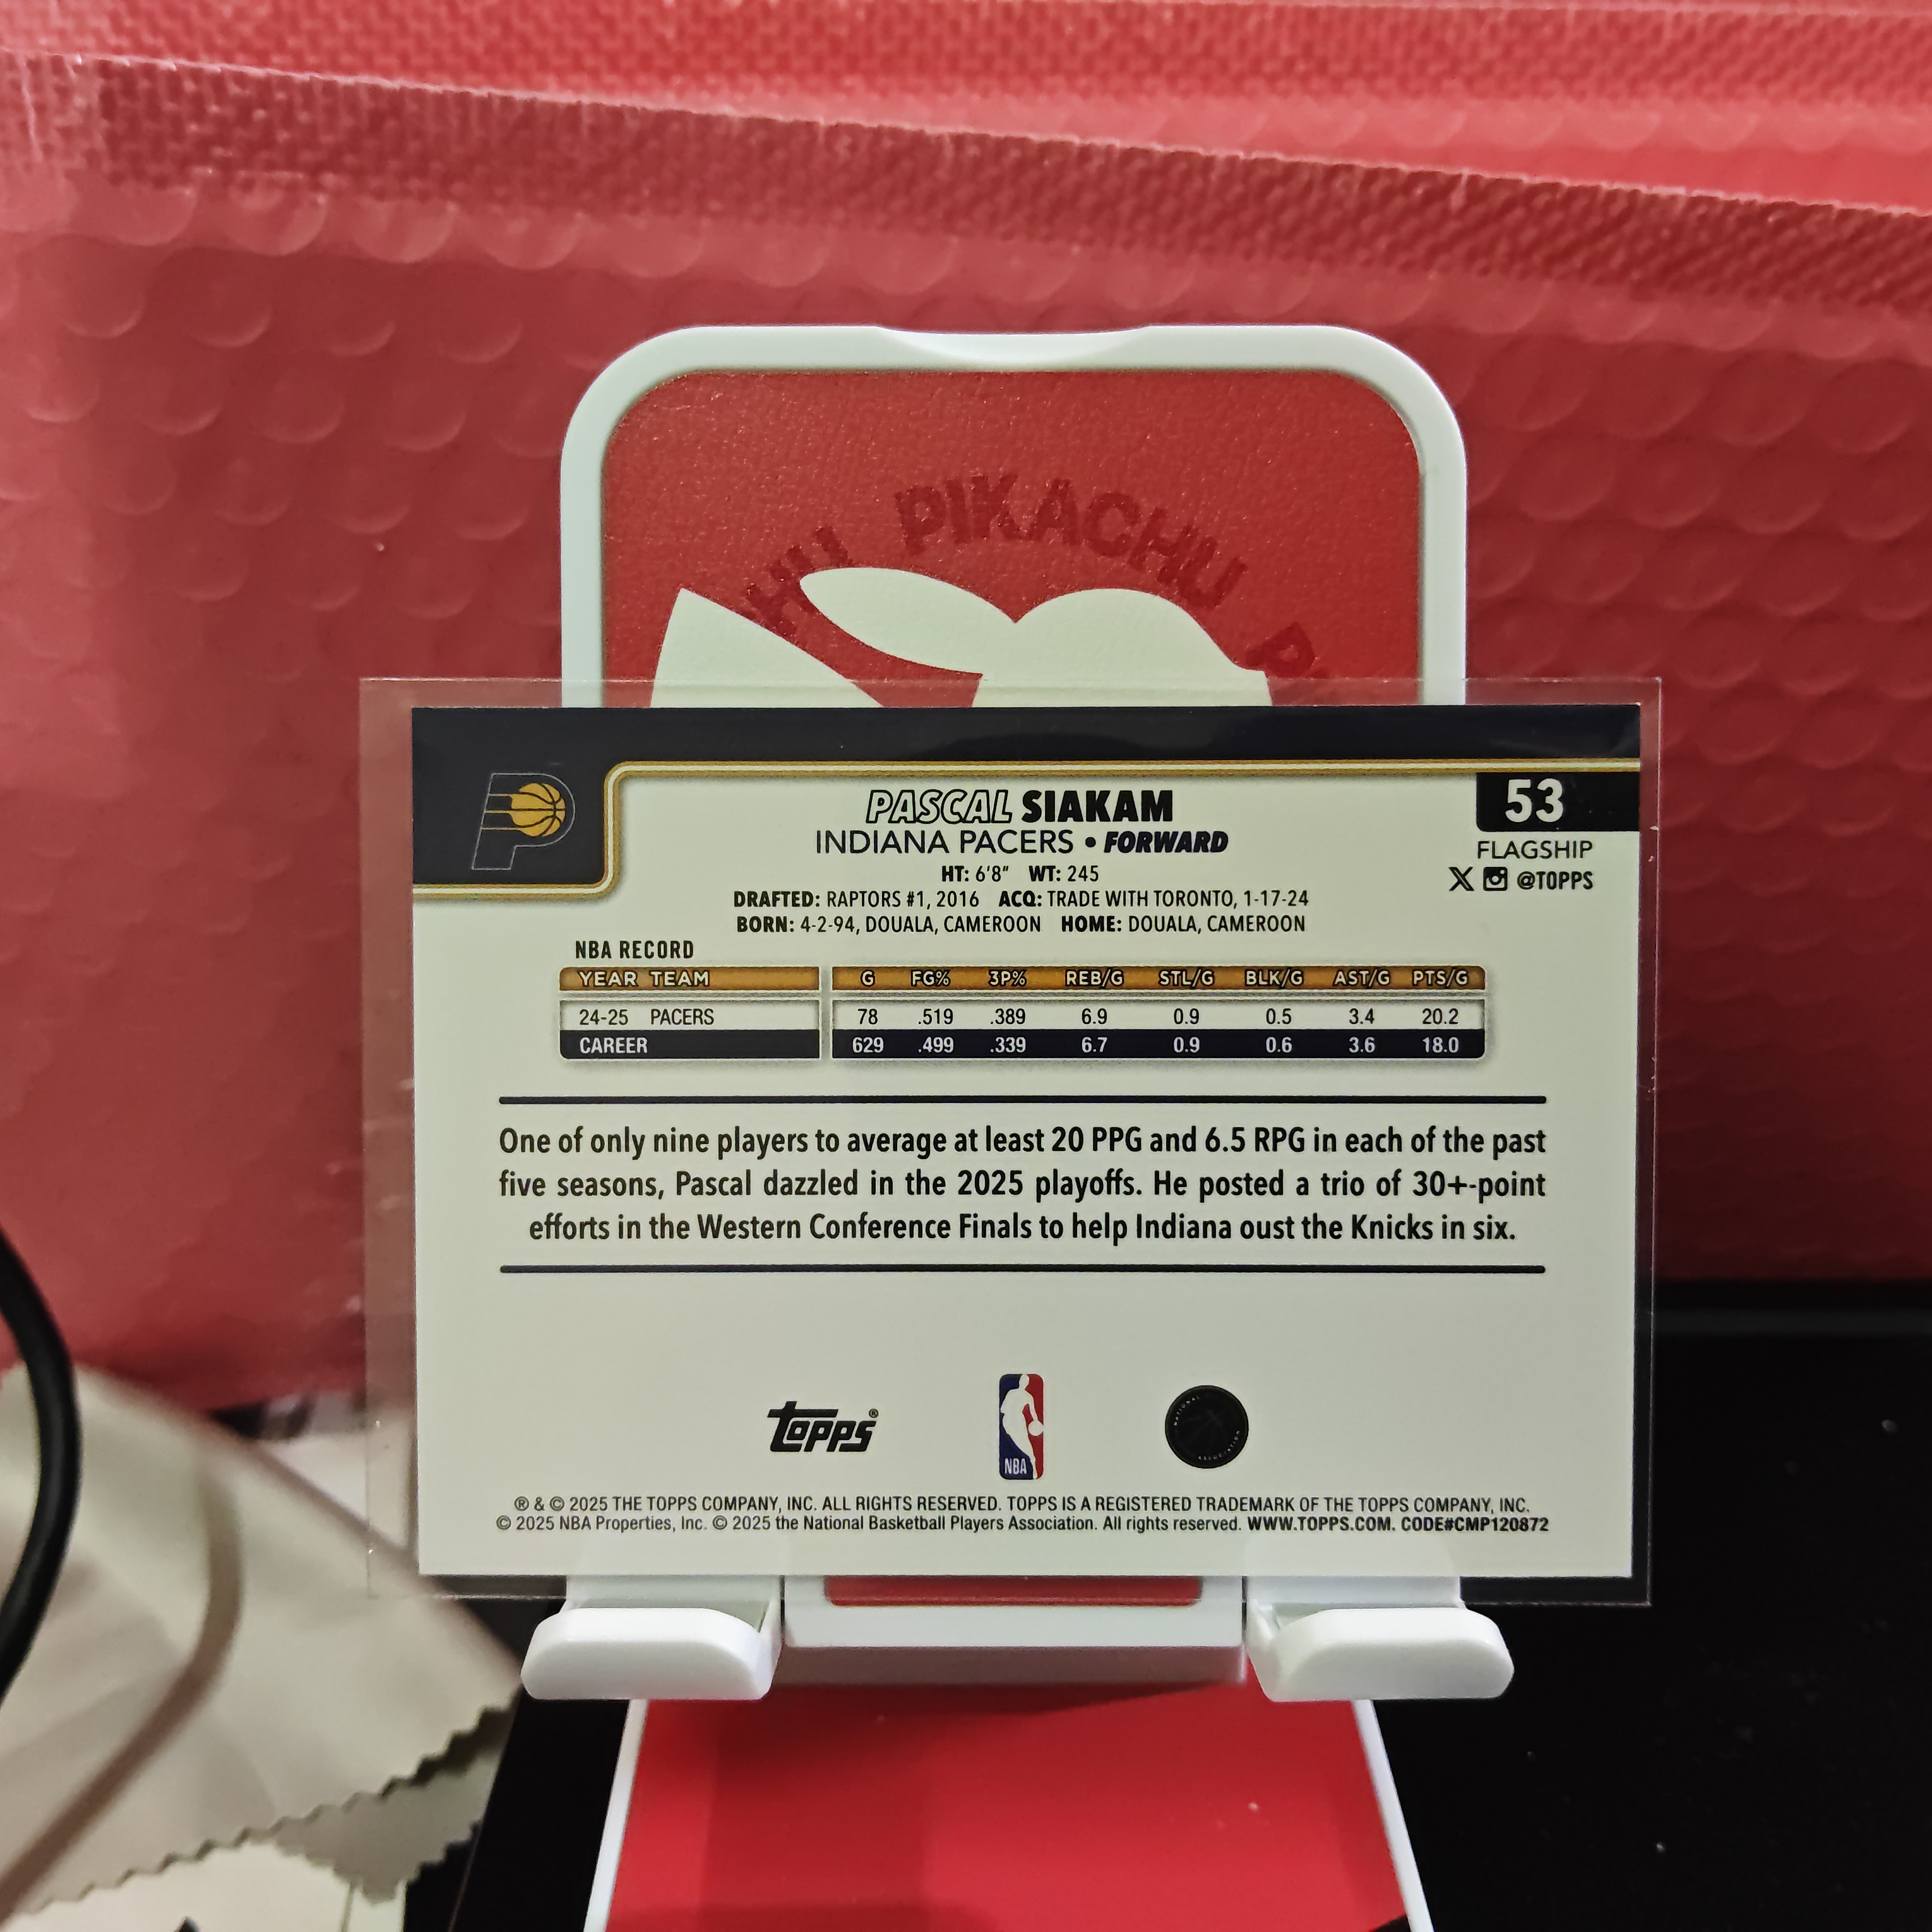 HU PIKACHU P
PASCAL SIAKAM
INDIANA PACERS • FORWARD
HT: 6'8" WT: 245
DRAFTED: RAPTORS #1, 2016 ACQ: TRADE WITH TORONTO, 1-17-24
BORN: 4-2-94, DOUALA, CAMEROON HOME: DOUALA, CAMEROON
53
FLAGSHIP
X @TOPPS
NBA RECORD
YEAR TEAM G FG% 3P% REB/G STL/G BLK/G AST/G PTS/G
24-25 PACERS 78 .519 .389 6.9 0.9 0.5 3.4 20.2
CAREER 629 .499 .339 6.7 0.9 0.6 3.6 18.0
One of only nine players to average at least 20 PPG and 6.5 RPG in each of the past
five seasons, Pascal dazzled in the 2025 playoffs. He posted a trio of 30+-point
efforts in the Western Conference Finals to help Indiana oust the Knicks in six.
topps®
NBA
® & © 2025 THE TOPPS COMPANY, INC. ALL RIGHTS RESERVED. TOPPS IS A REGISTERED TRADEMARK OF THE TOPPS COMPANY, INC.
© 2025 NBA Properties, Inc. © 2025 the National Basketball Players Association. All rights reserved. WWW.TOPPS.COM. CODE#CMP120872